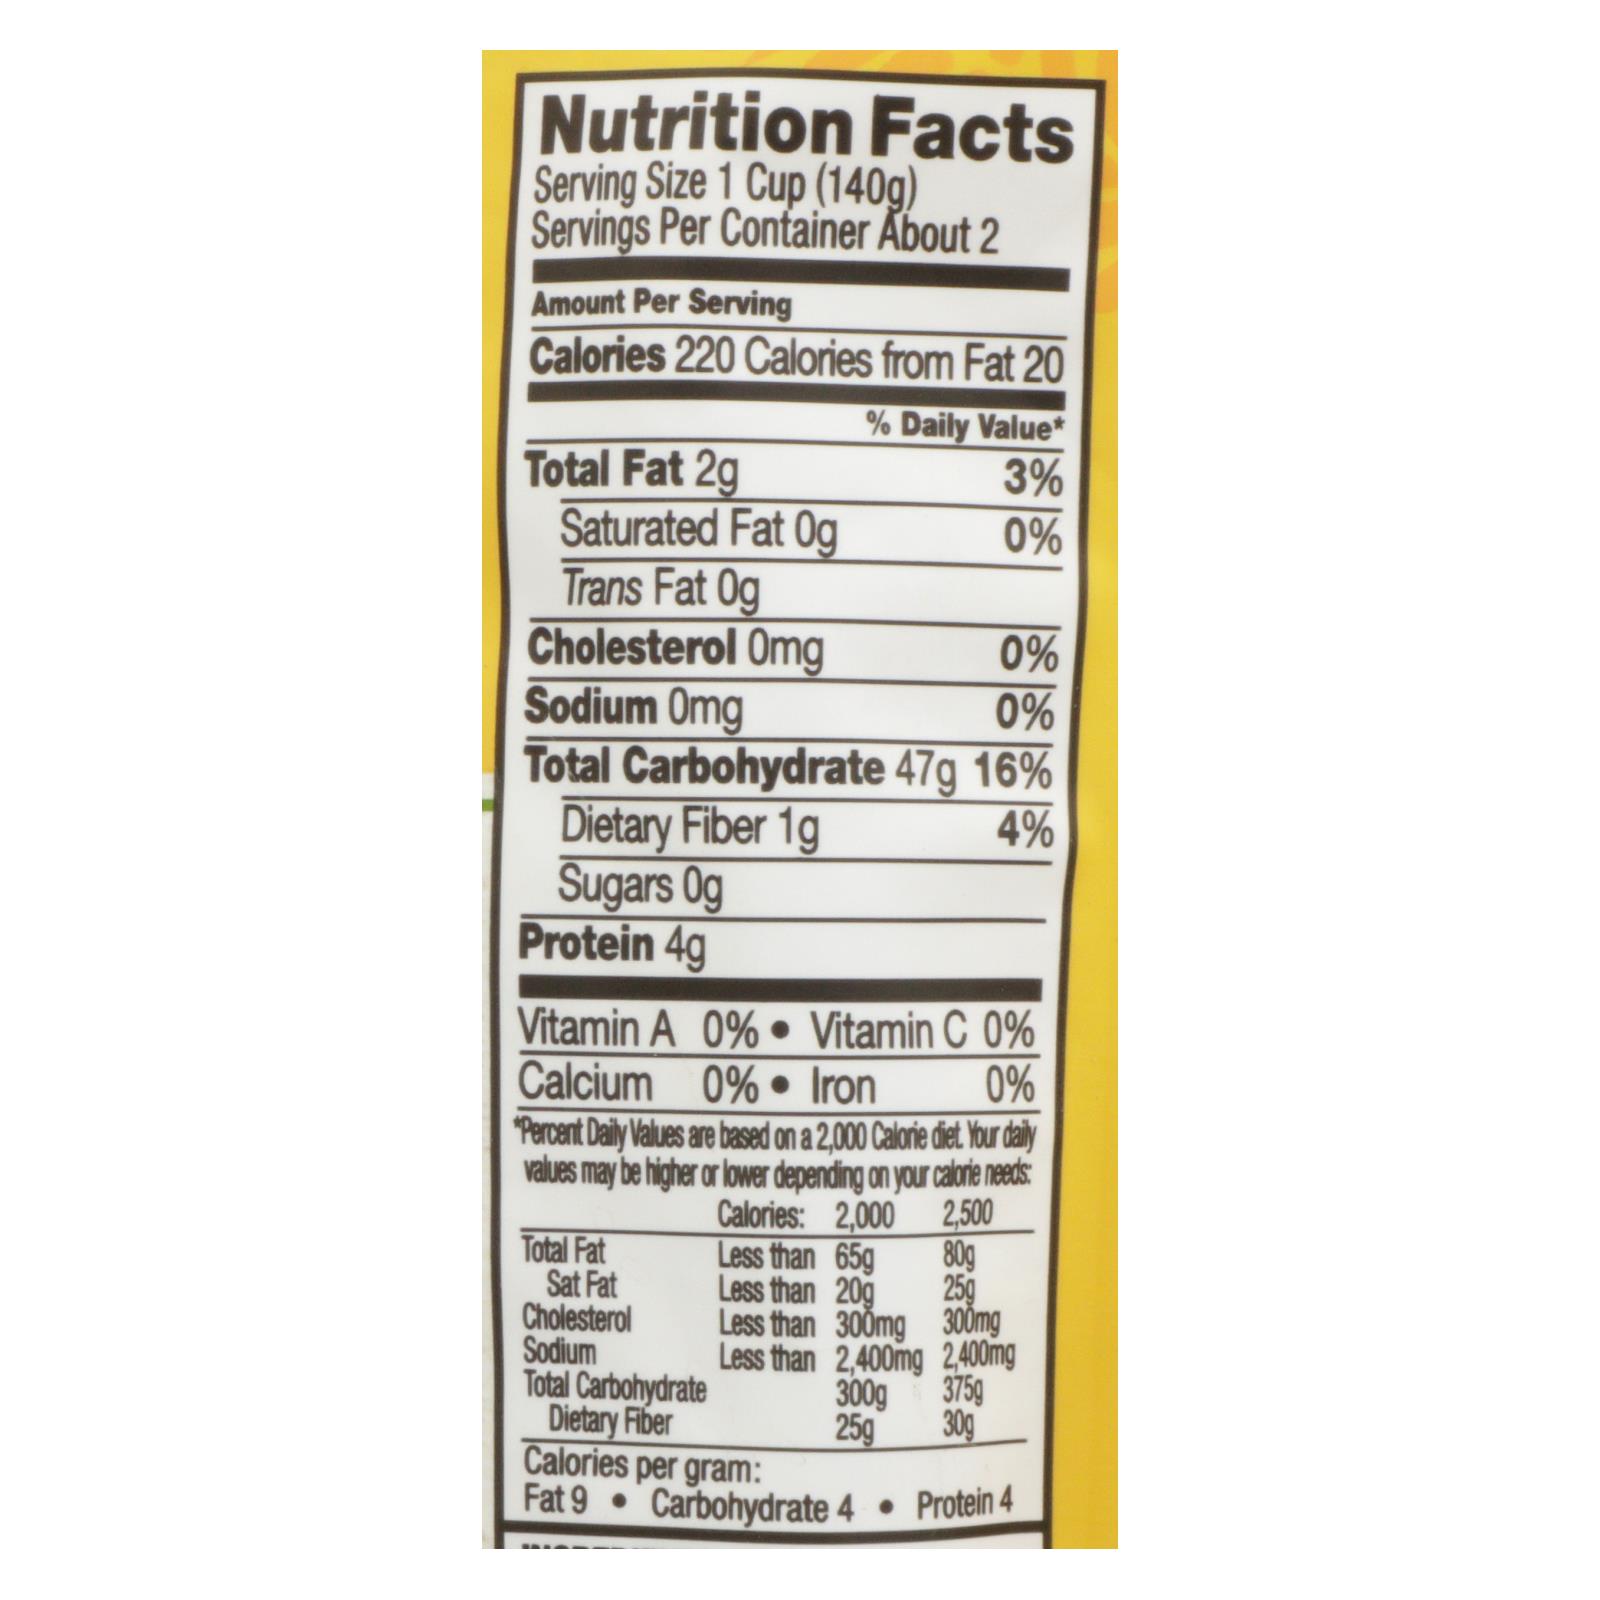 Nutrition Facts
Serving Size 1 Cup (140g)
Servings Per Container About 2
Amount Per Serving
Calories 220 Calories from Fat 20
% Daily Value*
Total Fat 2g 3%
Saturated Fat 0g 0%
Trans Fat 0g
Cholesterol 0mg 0%
Sodium 0mg 0%
Total Carbohydrate 47g 16%
Dietary Fiber 1g 4%
Sugars 0g
Protein 4g
Vitamin A 0% • Vitamin C 0%
Calcium 0% • Iron 0%
*Percent Daily Values are based on a 2,000 Calorie diet. Your daily
values may be higher or lower depending on your calorie needs:
Calories: 2,000 2,500
Total Fat Less than 65g 80g
Sat Fat Less than 20g 25g
Cholesterol Less than 300mg 300mg
Sodium Less than 2,400mg 2,400mg
Total Carbohydrate 300g 375g
Dietary Fiber 25g 30g
Calories per gram:
Fat 9 • Carbohydrate 4 • Protein 4